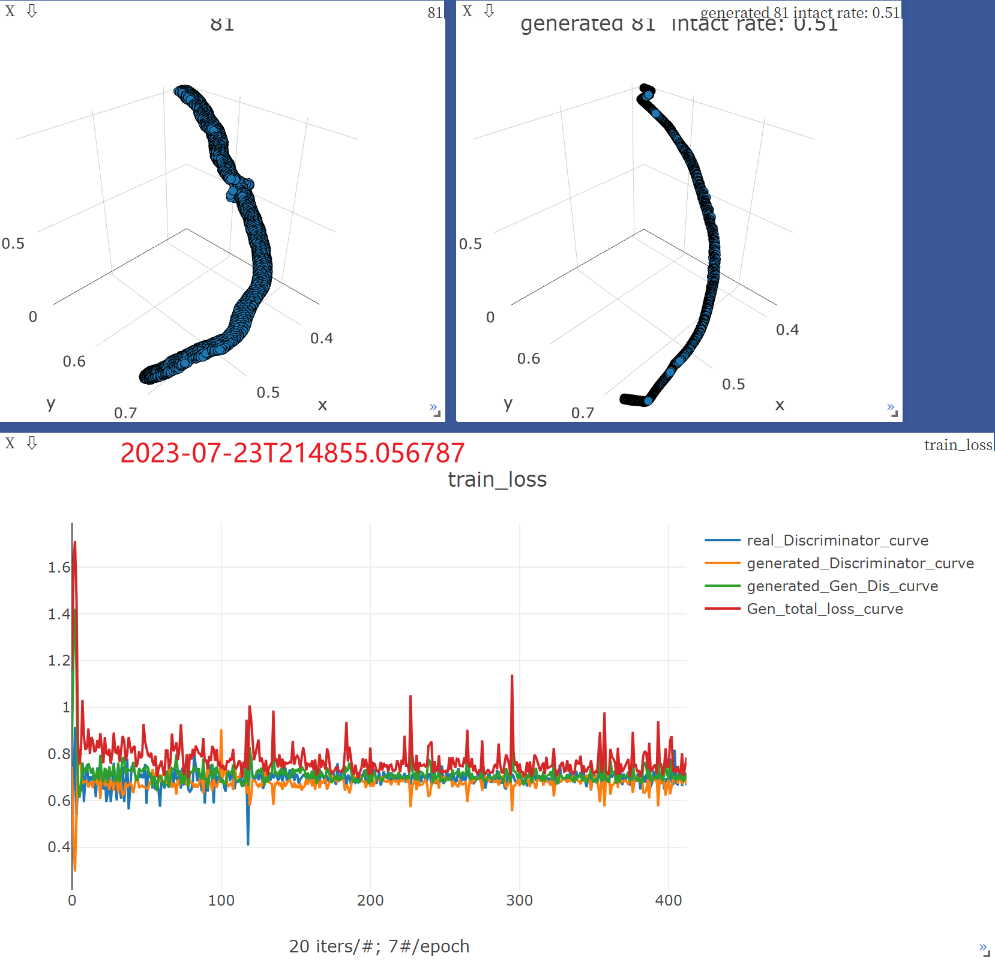 X ⇩ 81
81
0.5
0
0.6
0.7
0.5
0.4
y
x
»
X ⇩ generated 81 intact rate: 0.51
generated 81 intact rate: 0.51
0.5
0
0.6
0.7
0.5
0.4
y
x
»
X ⇩ train_loss
2023-07-23T214855.056787
train_loss
1.6
1.4
1.2
1
0.8
0.6
0.4
0 100 200 300 400
real_Discriminator_curve
generated_Discriminator_curve
generated_Gen_Dis_curve
Gen_total_loss_curve
20 iters/#; 7#/epoch
»